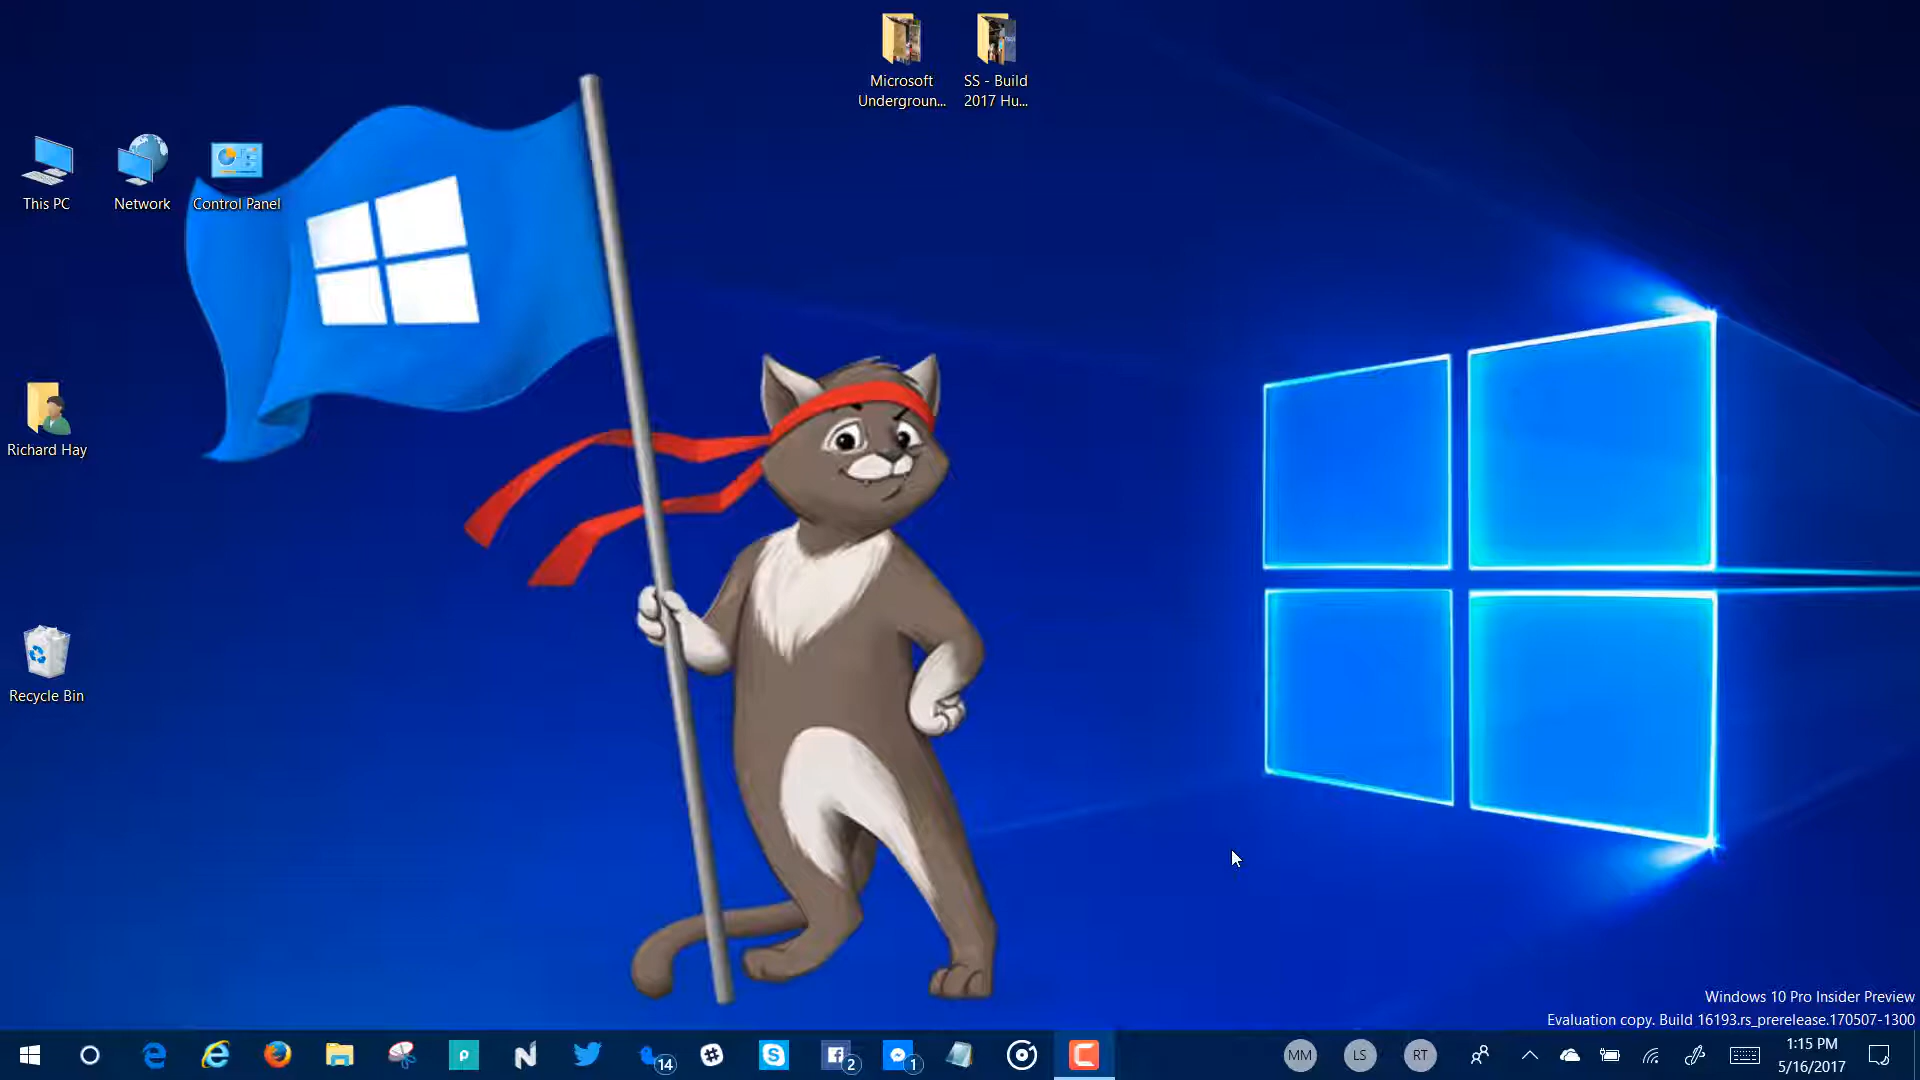 Microsoft
Undergroun...
SS - Build
2017 Hu...
This PC
Network
Control Panel
Richard Hay
Recycle Bin
Windows 10 Pro Insider Preview
Evaluation copy. Build 16193.rs_prerelease.170507-1300
14
2
1
MM
LS
RT
1:15 PM
5/16/2017